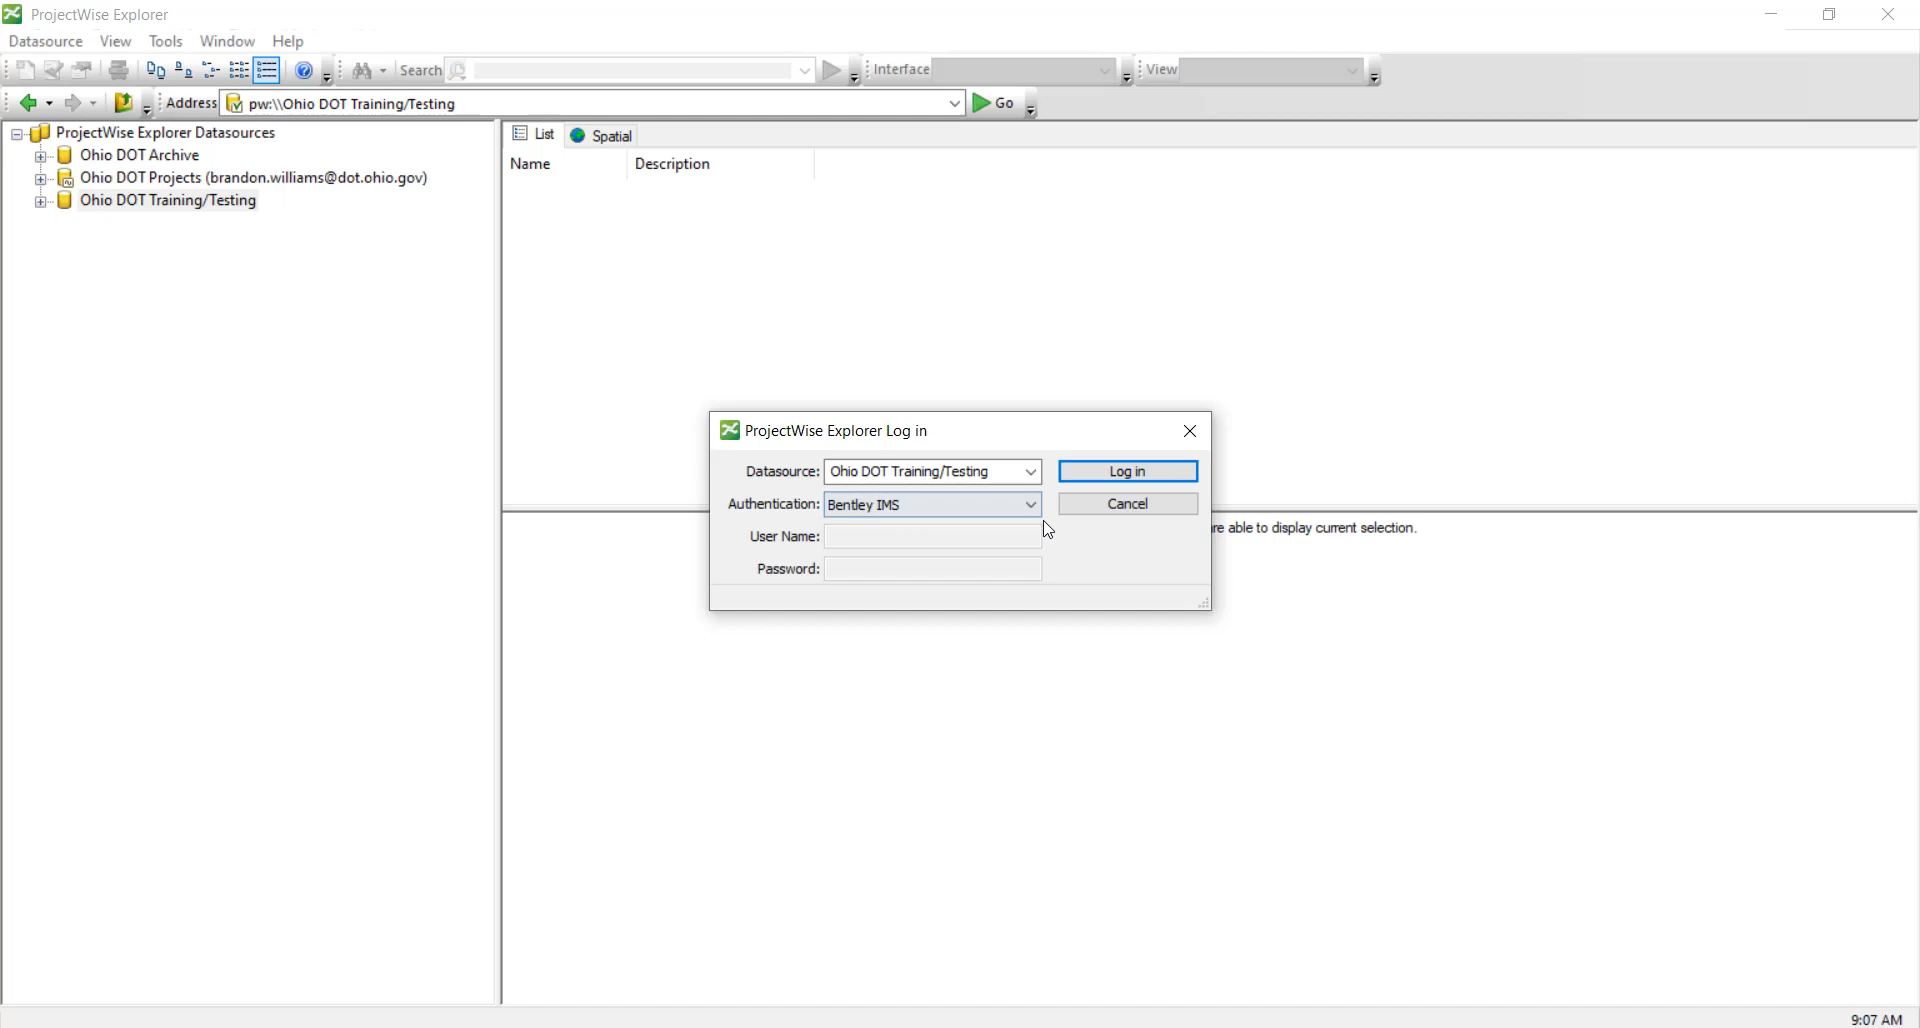 ProjectWise Explorer
Datasource View Tools Window Help
Search Interface View
Address pw:\\Ohio DOT Training/Testing Go
ProjectWise Explorer Datasources
Ohio DOT Archive
Ohio DOT Projects (brandon.williams@dot.ohio.gov)
Ohio DOT Training/Testing
List Spatial
Name Description
ProjectWise Explorer Log in
Datasource: Ohio DOT Training/Testing Log in
Authentication: Bentley IMS Cancel
User Name:
Password:
re able to display current selection.
9:07 AM